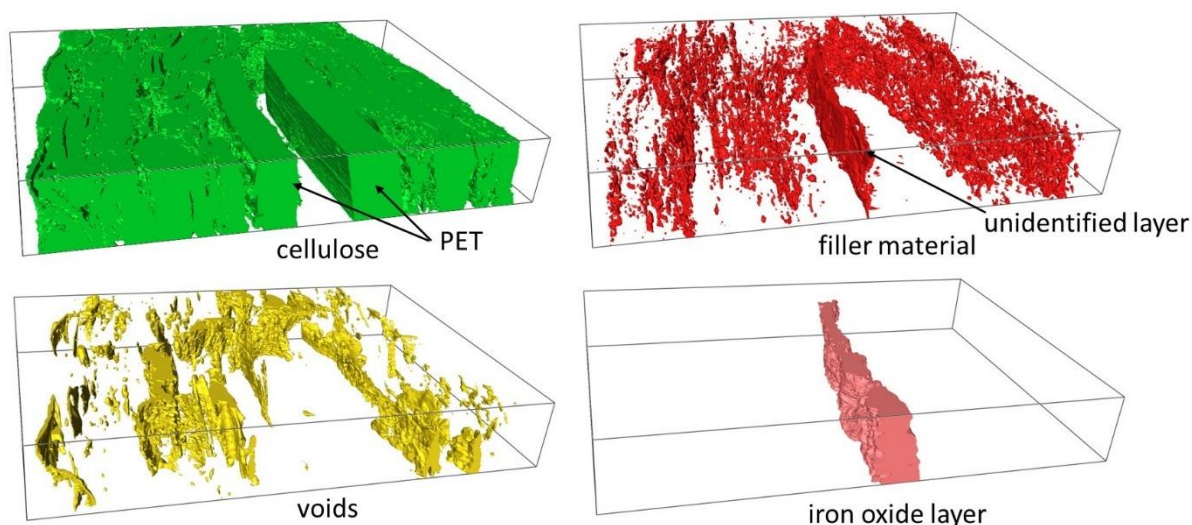 cellulose
PET
unidentified layer
filler material
voids
iron oxide layer